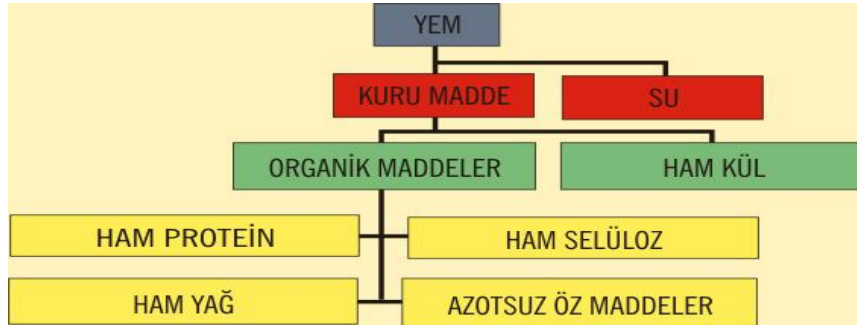 YEM
KURU MADDE
SU
ORGANİK MADDELER
HAM KÜL
HAM PROTEİN
HAM SELÜLOZ
HAM YAĞ
AZOTSUZ ÖZ MADDELER